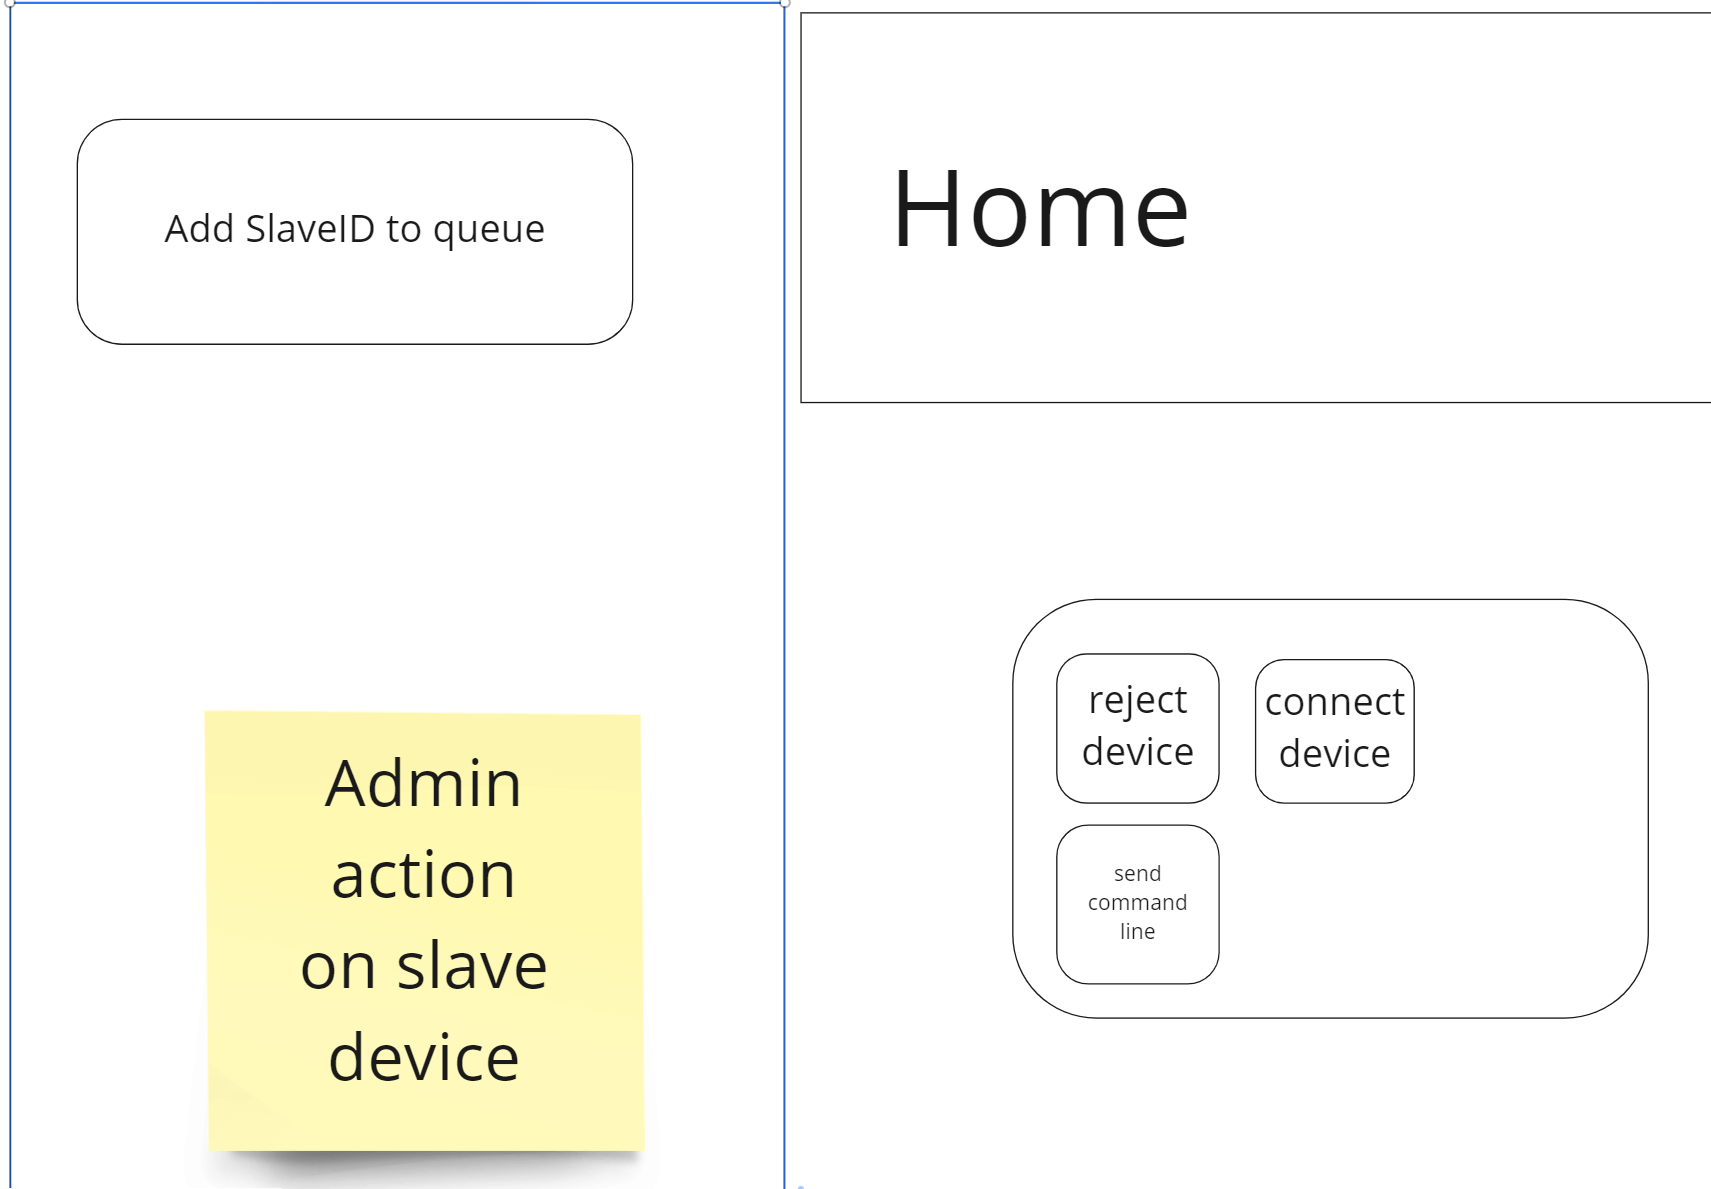 Add SlaveID to queue
Home
reject
device
connect
device
send
command
line
Admin
action
on slave
device